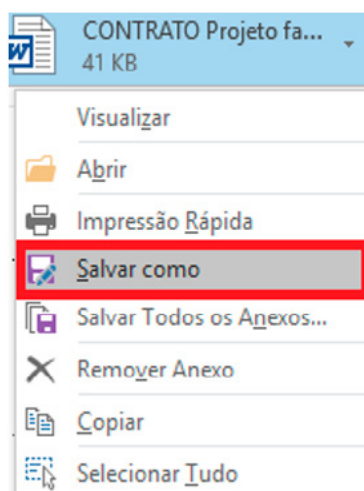 CONTRATO Projeto fa...
41 KB
Visualizar
Abrir
Impressão Rápida
Salvar como
Salvar Todos os Anexos...
Remover Anexo
Copiar
Selecionar Tudo